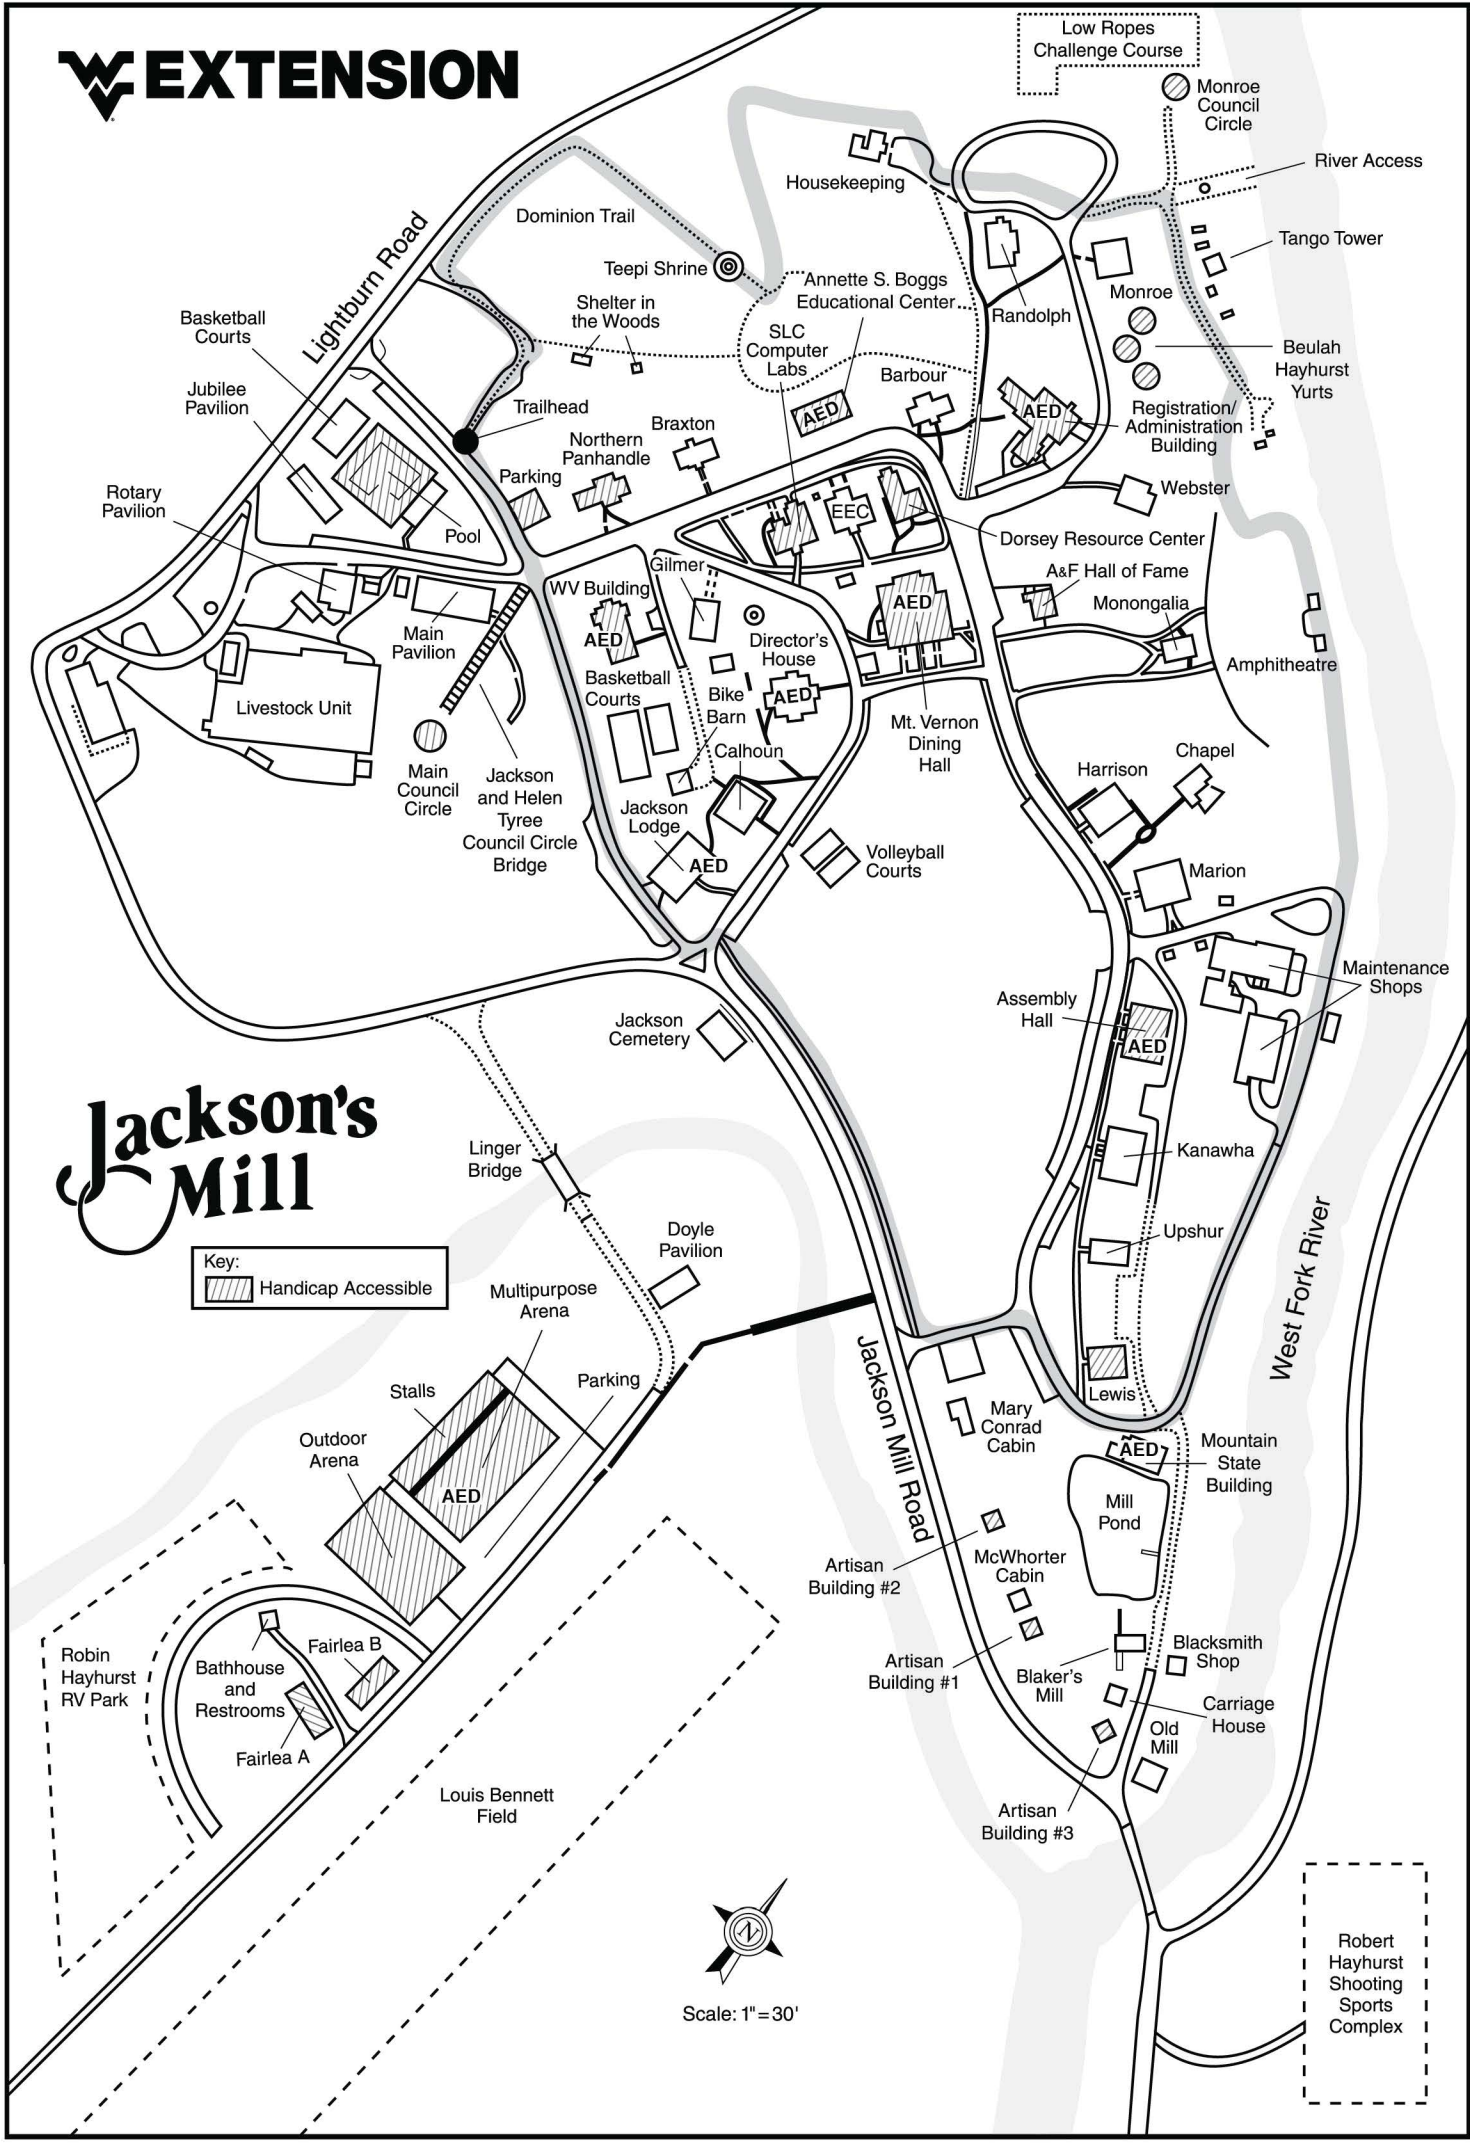 WV EXTENSION
Low Ropes
Challenge Course
Monroe
Council
Circle
River Access
Housekeeping
Dominion Trail
Lightburn Road
Teepi Shrine
Tango Tower
Annette S. Boggs
Educational Center
Shelter in
the Woods
Monroe
Randolph
Basketball
Courts
SLC
Computer
Labs
Beulah
Hayhurst
Yurts
Jubilee
Pavilion
Barbour
Trailhead
AED
AED
Registration/
Administration
Building
Braxton
Northern
Panhandle
Parking
Rotary
Pavilion
Webster
EEC
Pool
Dorsey Resource Center
Gilmer
A&F Hall of Fame
WV Building
AED
Monongalia
Main
Pavilion
AED
Director's
House
Amphitheatre
Basketball
Courts
Bike
Barn
AED
Livestock Unit
Mt. Vernon
Dining
Hall
Calhoun
Chapel
Main
Council
Circle
Jackson
and Helen
Tyree
Council Circle
Bridge
Harrison
Jackson
Lodge
AED
Volleyball
Courts
Marion
Maintenance
Shops
Assembly
Hall
AED
Jackson
Cemetery
Jackson's
Mill
Linger
Bridge
Kanawha
Key:
Handicap Accessible
Doyle
Pavilion
Upshur
West Fork River
Multipurpose
Arena
Jackson Mill Road
Parking
Stalls
Lewis
Mary
Conrad
Cabin
Outdoor
Arena
AED
AED
Mountain
State
Building
Mill
Pond
Artisan
Building #2
McWhorter
Cabin
Robin
Hayhurst
RV Park
Fairlea B
Bathhouse
and
Restrooms
Artisan
Building #1
Blaker's
Mill
Blacksmith
Shop
Carriage
House
Fairlea A
Old
Mill
Louis Bennett
Field
Artisan
Building #3
N
Scale: 1"=30'
Robert
Hayhurst
Shooting
Sports
Complex